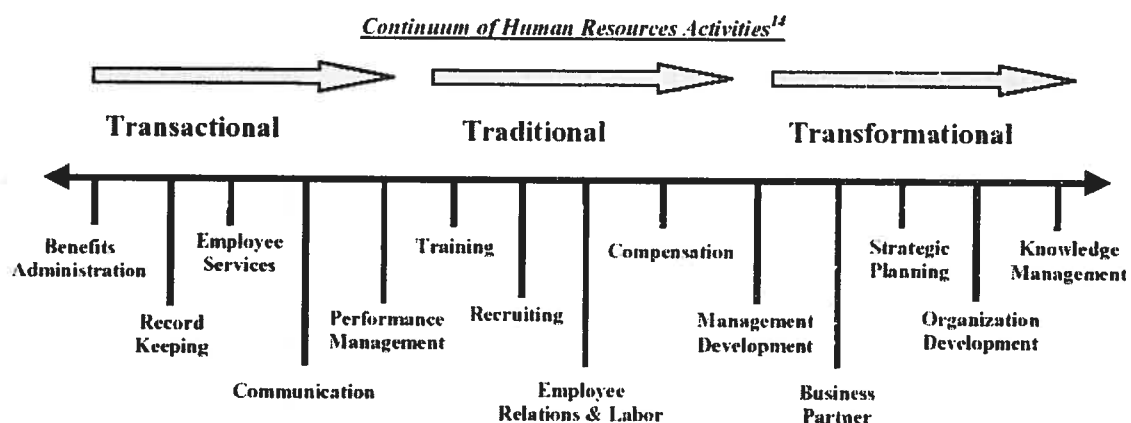 Continuum of Human Resources Activities14
Transactional
Traditional
Transformational
Benefits
Administration
Record
Keeping
Employee
Services
Communication
Performance
Management
Training
Recruiting
Employee
Relations & Labor
Compensation
Management
Development
Business
Partner
Strategic
Planning
Organization
Development
Knowledge
Management